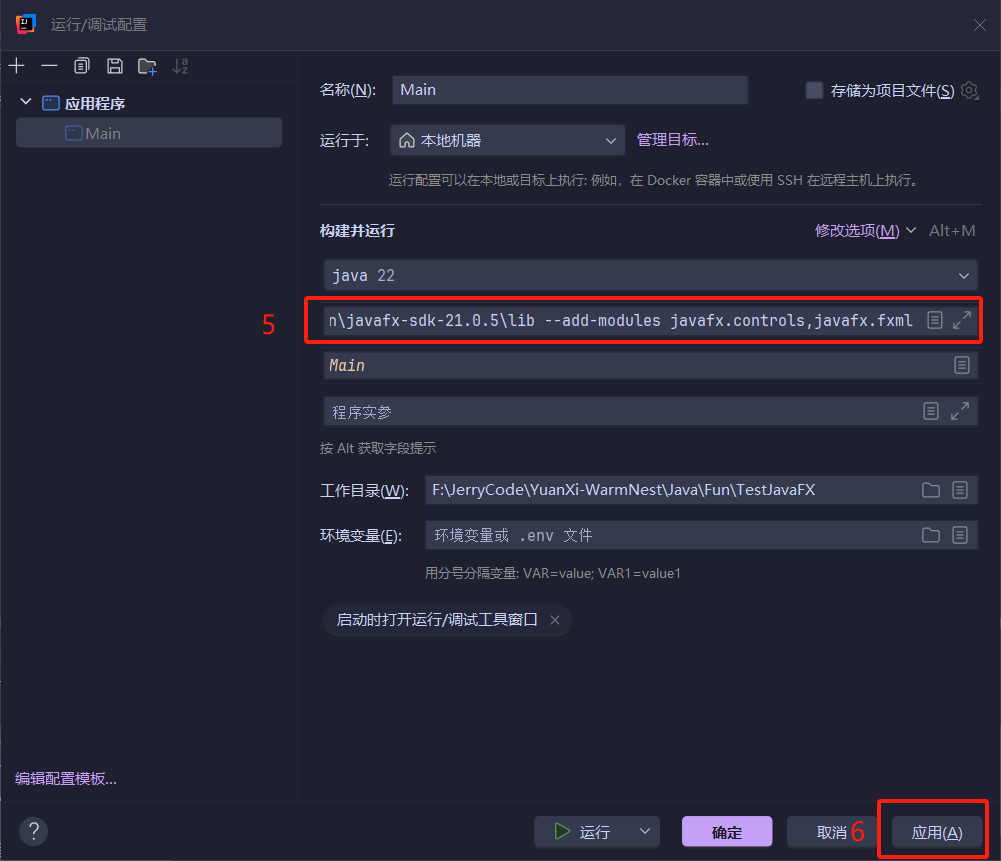 运行/调试配置
应用程序
Main
名称(N): Main 存储为项目文件(S)
运行于: 本地机器 管理目标...
运行配置可以在本地或目标上执行: 例如，在 Docker 容器中或使用 SSH 在远程主机上执行。
构建并运行 修改选项(M) Alt+M
java 22
5 n\javafx-sdk-21.0.5\lib --add-modules javafx.controls,javafx.fxml
Main
程序实参
按 Alt 获取字段提示
工作目录(W): F:\JerryCode\YuanXi-WarmNest\Java\Fun\TestJavaFX
环境变量(E): 环境变量或 .env 文件
用分号分隔变量: VAR=value; VAR1=value1
启动时打开运行/调试工具窗口
编辑配置模板...
? 运行 确定 取消 6 应用(A)